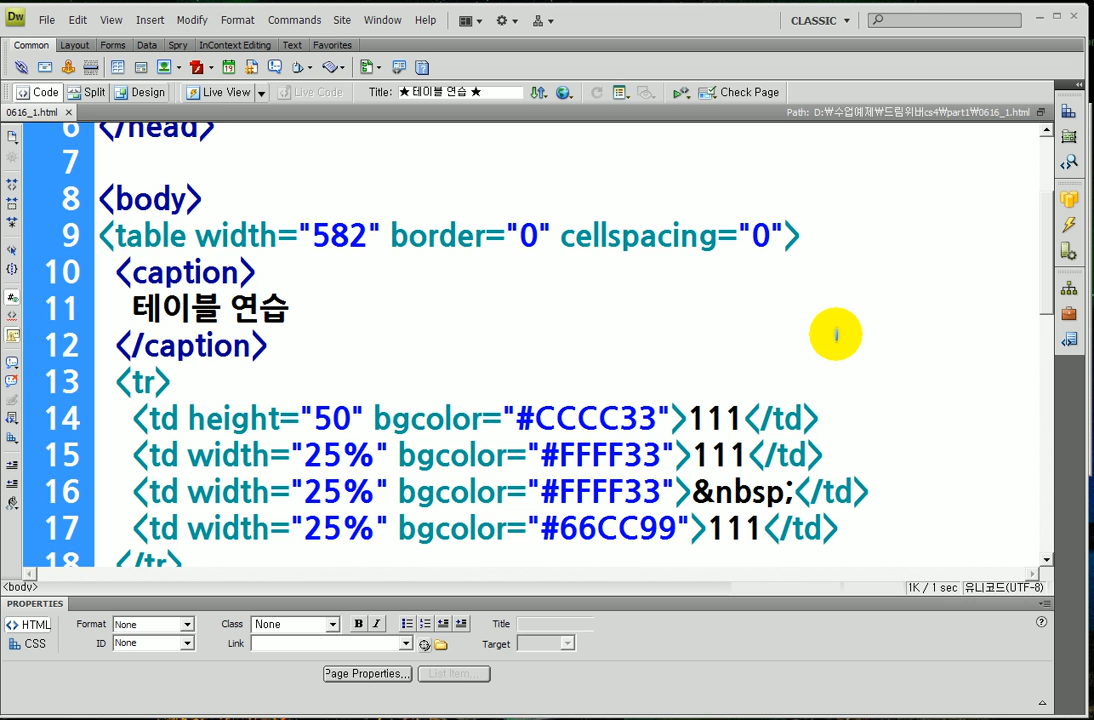 Dw File Edit View Insert Modify Format Commands Site Window Help CLASSIC
Common Layout Forms Data Spry InContext Editing Text Favorites
Code Split Design Live View Live Code Title: ★ 테이블 연습 ★ Check Page
0616_1.html Path: D:₩수업예제₩드림위버cs4₩part1₩0616_1.html
6 </head>
7
8 <body>
9 <table width="582" border="0" cellspacing="0">
10 <caption>
11 테이블 연습
12 </caption>
13 <tr>
14 <td height="50" bgcolor="#CCCC33">111</td>
15 <td width="25%" bgcolor="#FFFF33">111</td>
16 <td width="25%" bgcolor="#FFFF33">&nbsp;</td>
17 <td width="25%" bgcolor="#66CC99">111</td>
18 </tr>
<body> 1K / 1 sec 유니코드(UTF-8)
PROPERTIES
<> HTML Format None Class None B I Title
CSS ID None Link Target
Page Properties... List Item...